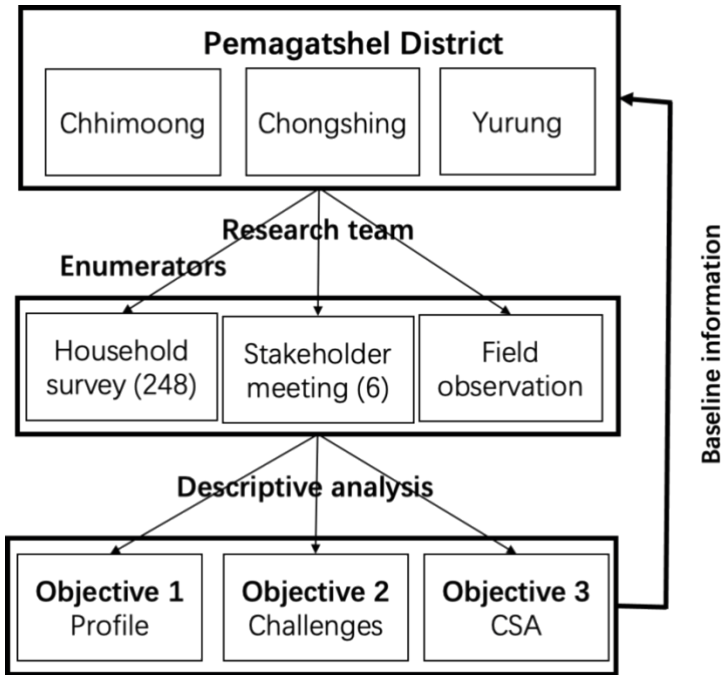 Pemagatshel District
Chhimoong
Chongshing
Yurung
Research team
Enumerators
Household
survey (248)
Stakeholder
meeting (6)
Field
observation
Descriptive analysis
Objective 1
Profile
Objective 2
Challenges
Objective 3
CSA
Baseline information